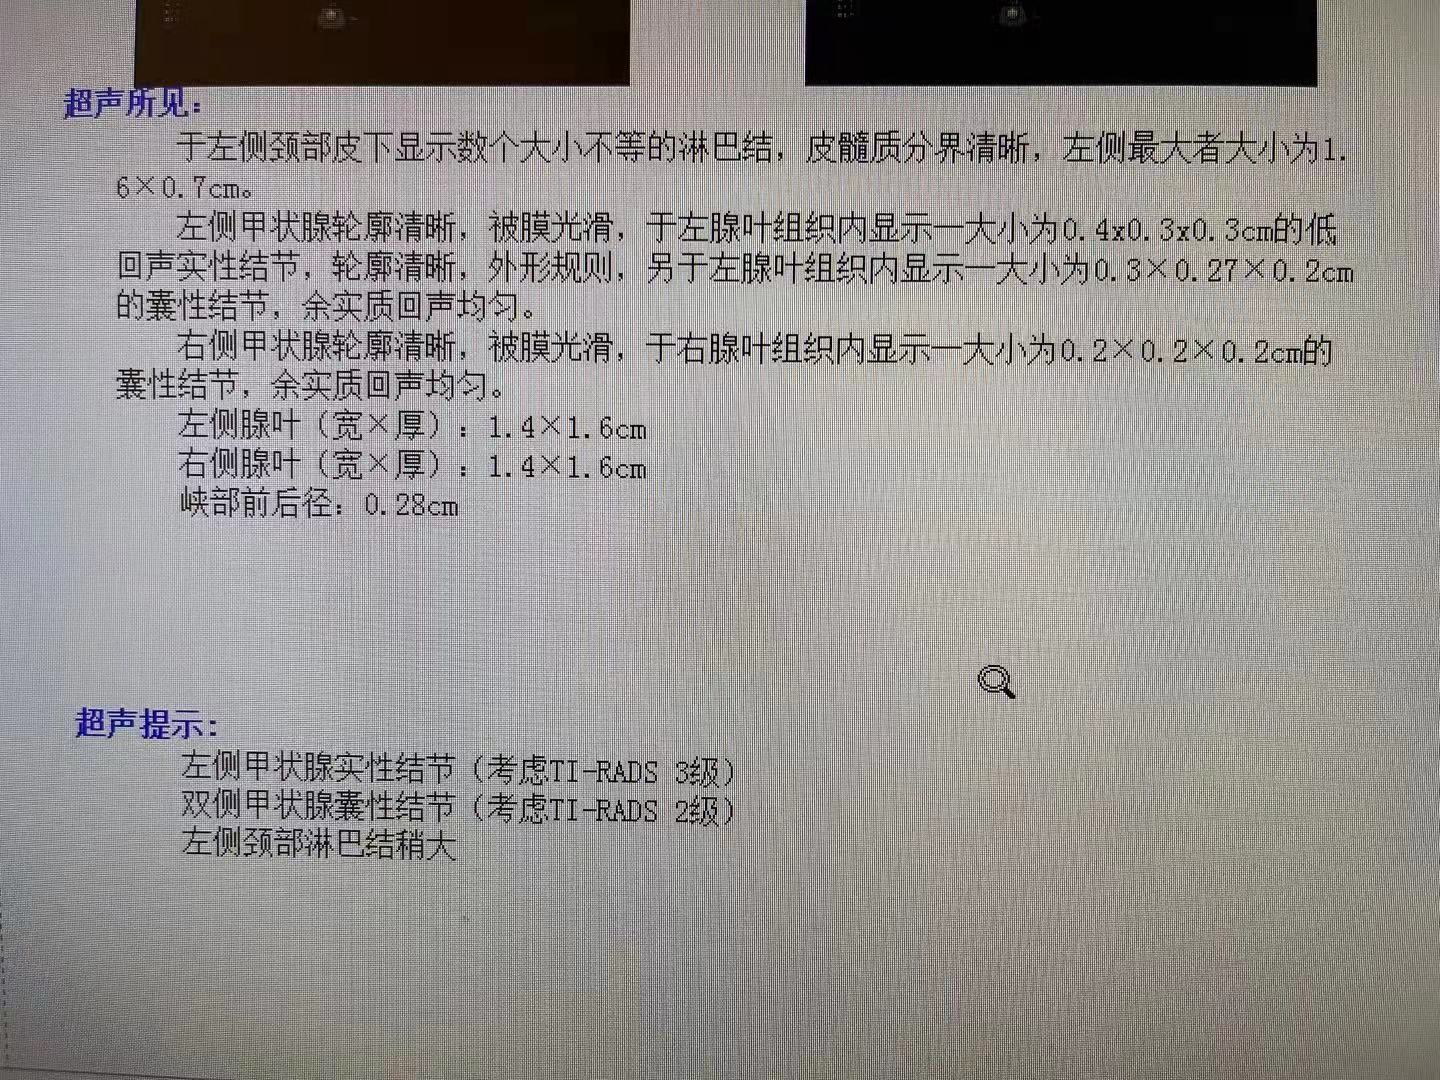 超声所见：
于左侧颈部皮下显示数个大小不等的淋巴结，皮髓质分界清晰，左侧最大者大小为1.
6×0.7cm。
左侧甲状腺轮廓清晰，被膜光滑，于左腺叶组织内显示一大小为0.4x0.3x0.3cm的低
回声实性结节，轮廓清晰，外形规则，另于左腺叶组织内显示一大小为0.3×0.27×0.2cm
的囊性结节，余实质回声均匀。
右侧甲状腺轮廓清晰，被膜光滑，于右腺叶组织内显示一大小为0.2×0.2×0.2cm的
囊性结节，余实质回声均匀。
左侧腺叶（宽×厚）：1.4×1.6cm
右侧腺叶（宽×厚）：1.4×1.6cm
峡部前后径：0.28cm
超声提示：
左侧甲状腺实性结节（考虑TI-RADS 3级）
双侧甲状腺囊性结节（考虑TI-RADS 2级）
左侧颈部淋巴结稍大